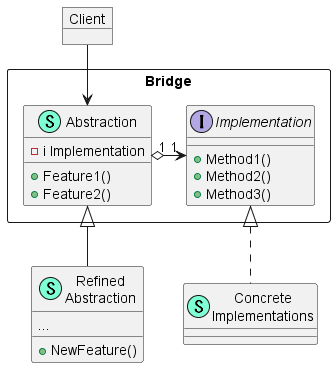 Client
Bridge
S Abstraction
i Implementation
Feature1()
Feature2()
1 1
I Implementation
Method1()
Method2()
Method3()
S Refined
Abstraction
...
NewFeature()
S Concrete
Implementations